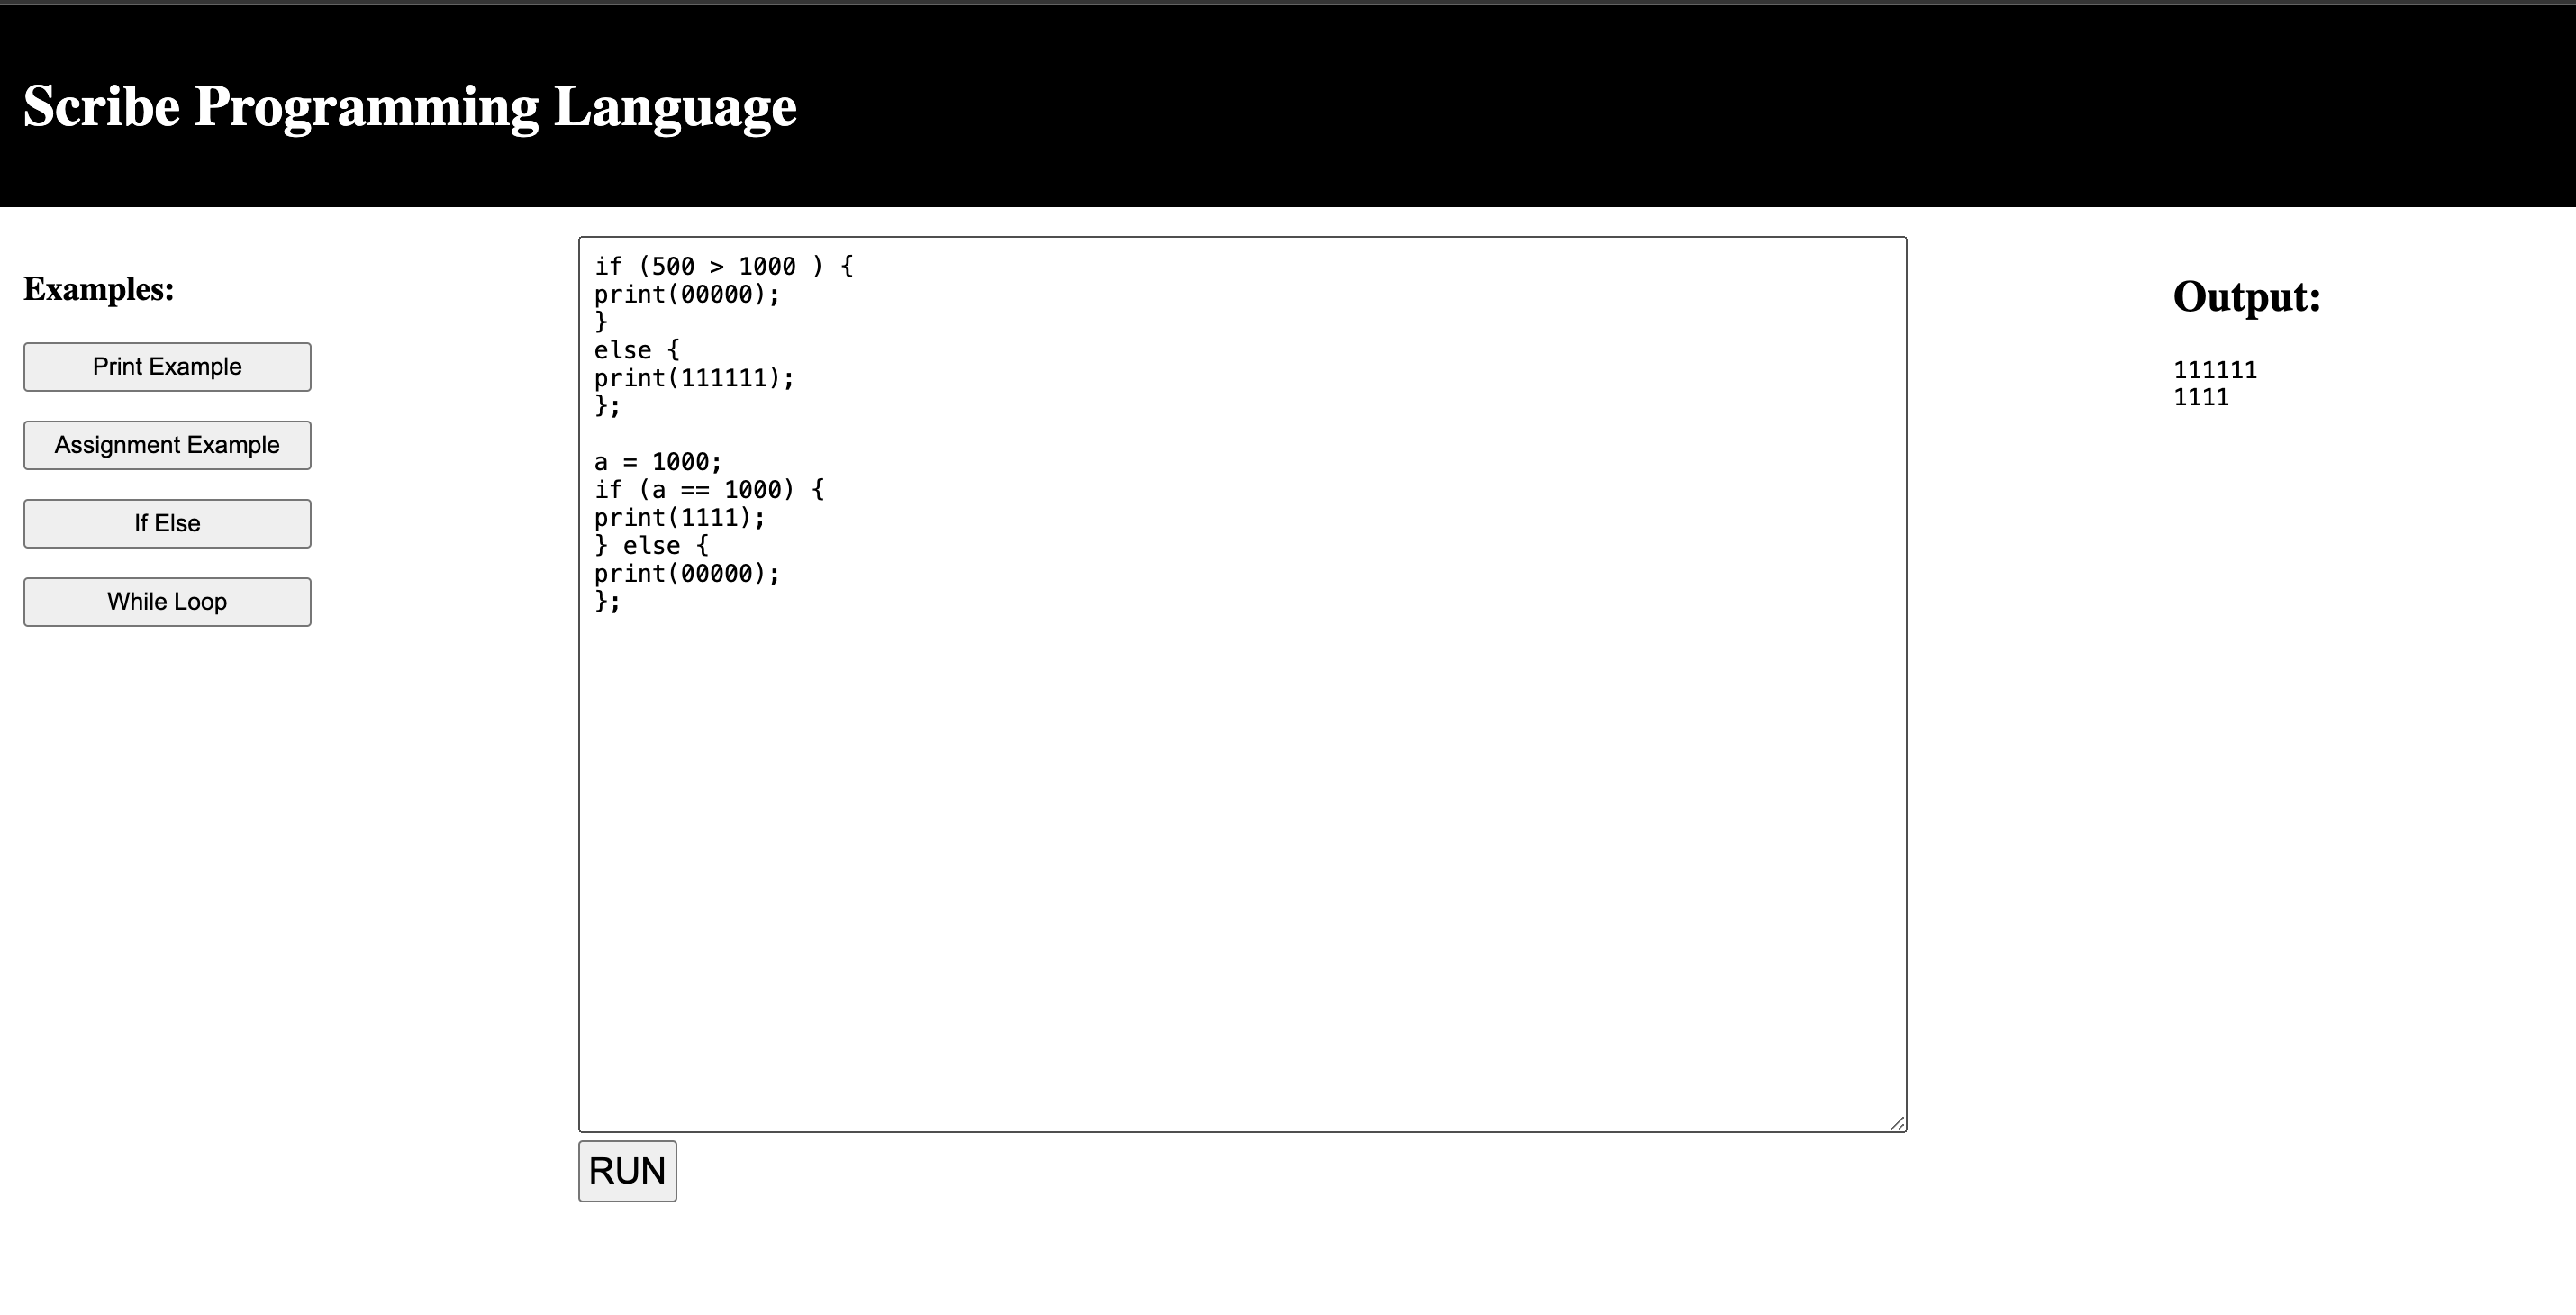 Scribe Programming Language
Examples:
Print Example
Assignment Example
If Else
While Loop
if (500 > 1000 ) {
print(00000);
}
else {
print(111111);
};

a = 1000;
if (a == 1000) {
print(1111);
} else {
print(00000);
};
RUN
Output:
111111
1111